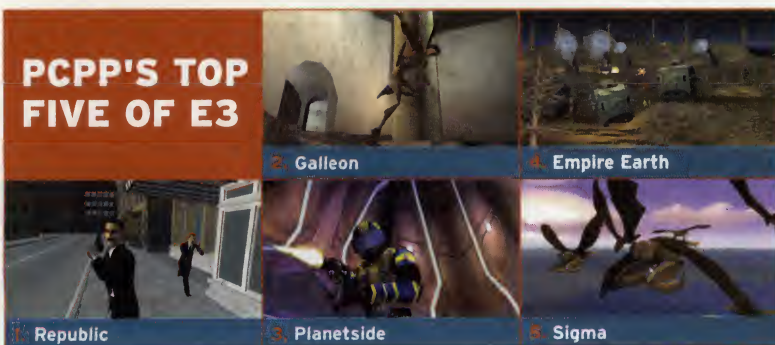 PCPP'S TOP
FIVE OF E3
2. Galleon
4. Empire Earth
1. Republic
3. Planetside
5. Sigma